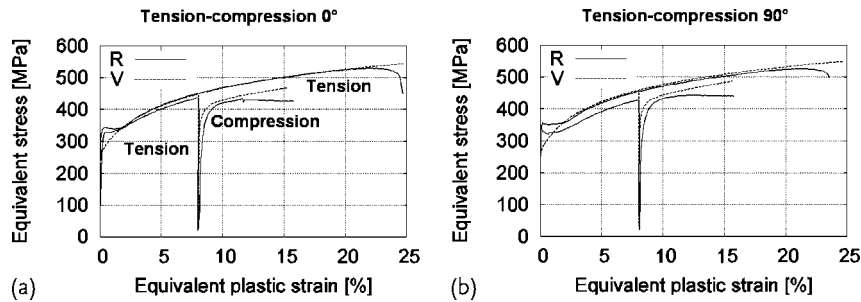 Tension-compression 0°
Equivalent stress [MPa]
600
500
400
300
200
100
0
R
V
Tension
Compression
Tension
0 5 10 15 20 25
Equivalent plastic strain [%]
(a)
Tension-compression 90°
Equivalent stress [MPa]
600
500
400
300
200
100
0
R
V
0 5 10 15 20 25
Equivalent plastic strain [%]
(b)